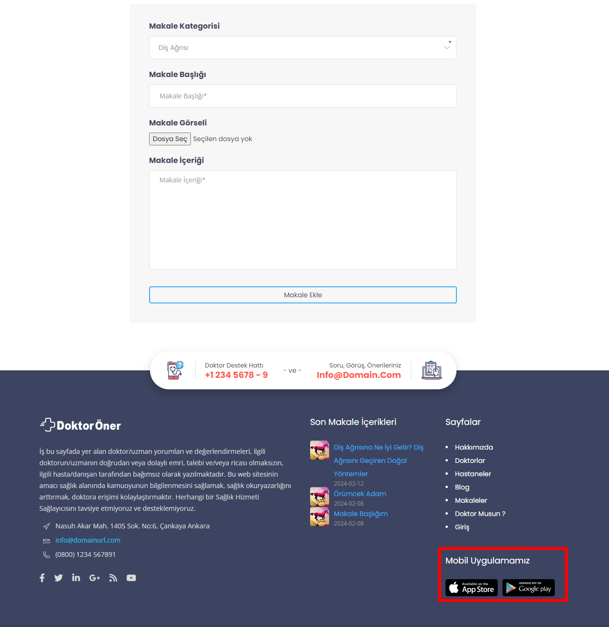 Makale Kategorisi
Diş Ağrısı
Makale Başlığı
Makale Başlığı*
Makale Görseli
Dosya Seç Seçilen dosya yok
Makale İçeriği
Makale İçeriği*
Makale Ekle
Doktor Destek Hattı
+1 234 5678 - 9
- ve -
Soru, Görüş, Önerileriniz
Info@Domain.Com
DoktorÖner
İş bu sayfada yer alan doktor/uzman yorumları ve değerlendirmeleri, ilgili
doktorun/uzmanın doğrudan veya dolaylı emri, talebi ve/veya ricası olmaksızın,
ilgili hasta/danışan tarafından bağımsız olarak yazılmaktadır. Bu web sitesinin
amacı sağlık alanında kamuoyunun bilgilenmesini sağlamak, sağlık okuryazarlığını
arttırmak, doktora erişimi kolaylaştırmaktır. Herhangi bir Sağlık Hizmeti
Sağlayıcısını tavsiye etmiyoruz ve desteklemiyoruz.
Nasuh Akar Mah. 1405 Sok. No:6, Çankaya Ankara
info@domainurl.com
(0800) 1234 567891
Son Makale İçerikleri
Diş Ağrısına Ne İyi Gelir? Diş
Ağrısını Geçiren Doğal
Yöntemler
2024-02-12
Örümcek Adam
2024-02-08
Makale Başlığım
2024-02-08
Sayfalar
Hakkımızda
Doktorlar
Hastaneler
Blog
Makaleler
Doktor Musun ?
Giriş
Mobil Uygulamamız
Available on the
App Store
ANDROID APP ON
Google play